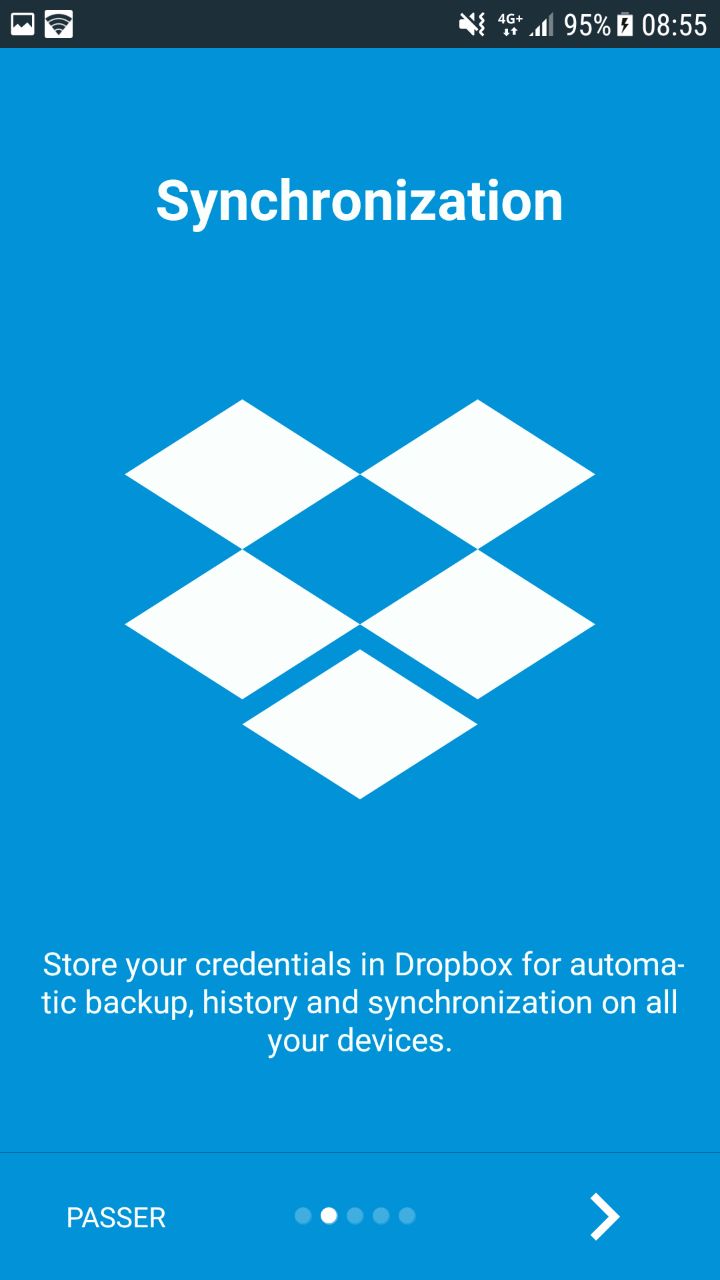 4G+ 95% 08:55
Synchronization
Store your credentials in Dropbox for automa-
tic backup, history and synchronization on all
your devices.
PASSER